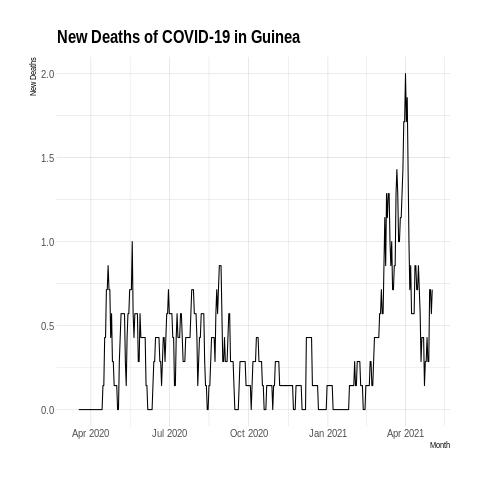 New Deaths of COVID-19 in Guinea
New Deaths
2.0
1.5
1.0
0.5
0.0
Apr 2020 Jul 2020 Oct 2020 Jan 2021 Apr 2021
Month